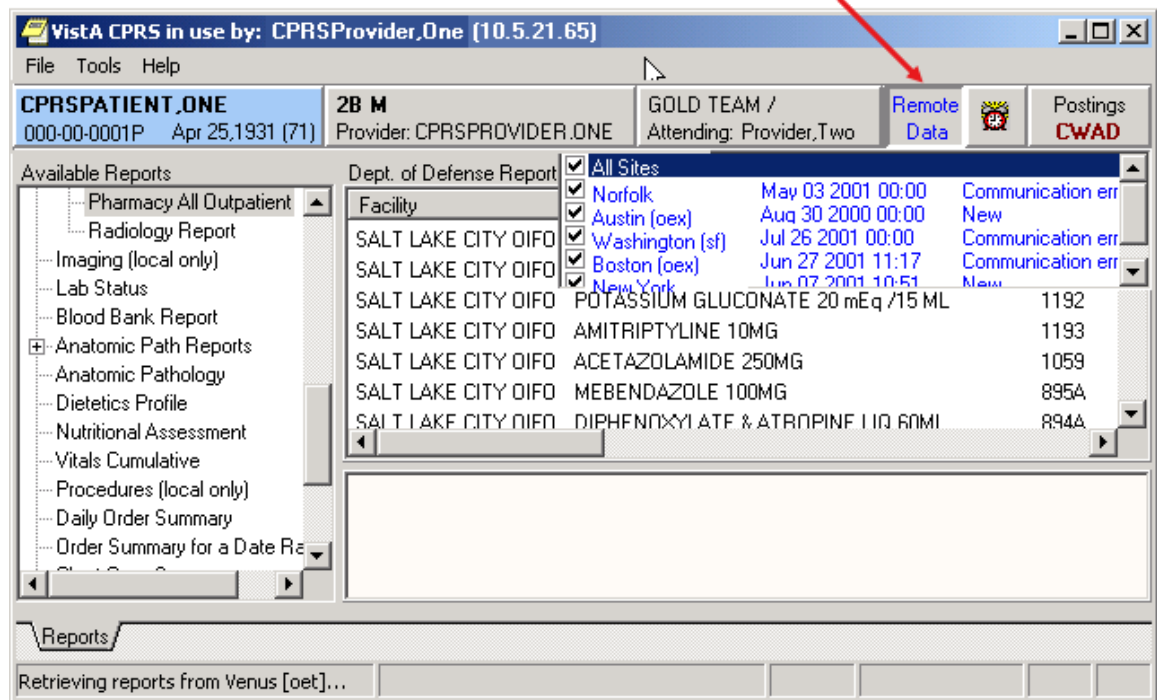 VistA CPRS in use by: CPRSProvider,One (10.5.21.65)
File Tools Help
CPRSPATIENT,ONE
000-00-0001P Apr 25,1931 (71)
2B M
Provider: CPRSPROVIDER,ONE
GOLD TEAM /
Attending: Provider,Two
Remote
Data
Postings
CWAD
Available Reports
Pharmacy All Outpatient
Radiology Report
Imaging (local only)
Lab Status
Blood Bank Report
Anatomic Path Reports
Anatomic Pathology
Dietetics Profile
Nutritional Assessment
Vitals Cumulative
Procedures (local only)
Daily Order Summary
Order Summary for a Date Ra
Dept. of Defense Report
All Sites
Norfolk May 03 2001 00:00 Communication err
Austin (oex) Aug 30 2000 00:00 New
Washington (sf) Jul 26 2001 00:00 Communication err
Boston (oex) Jun 27 2001 11:17 Communication err
New York Jun 07 2001 10:51 New
Facility
SALT LAKE CITY OIFO
SALT LAKE CITY OIFO
SALT LAKE CITY OIFO POTASSIUM GLUCONATE 20 mEq /15 ML 1192
SALT LAKE CITY OIFO AMITRIPTYLINE 10MG 1193
SALT LAKE CITY OIFO ACETAZOLAMIDE 250MG 1059
SALT LAKE CITY OIFO MEBENDAZOLE 100MG 895A
SALT LAKE CITY OIFO DIPHENOXYLATE & ATROPINE LIQ 60ML 894A
Reports
Retrieving reports from Venus [oet]...